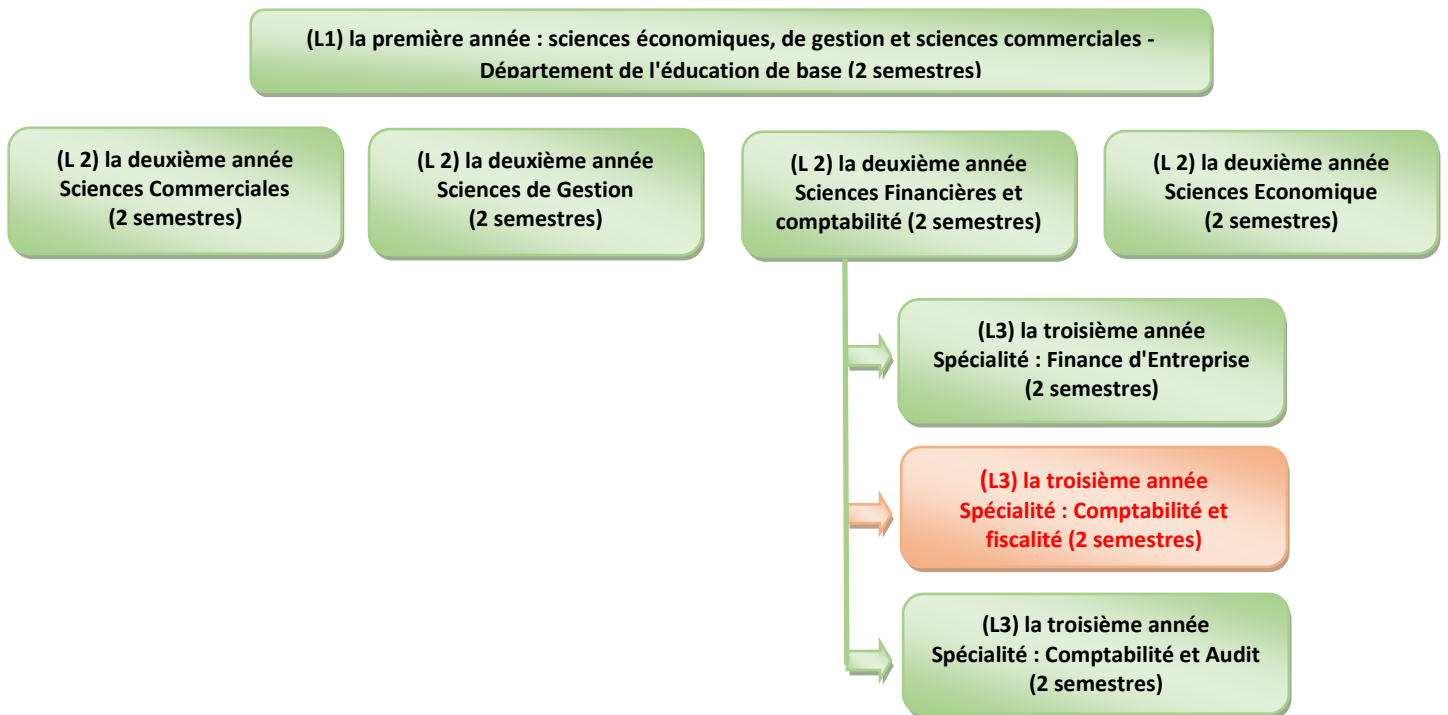 (L1) la première année : sciences économiques, de gestion et sciences commerciales -
Département de l'éducation de base (2 semestres)
(L 2) la deuxième année
Sciences Commerciales
(2 semestres)
(L 2) la deuxième année
Sciences de Gestion
(2 semestres)
(L 2) la deuxième année
Sciences Financières et
comptabilité (2 semestres)
(L 2) la deuxième année
Sciences Economique
(2 semestres)
(L3) la troisième année
Spécialité : Finance d'Entreprise
(2 semestres)
(L3) la troisième année
Spécialité : Comptabilité et
fiscalité (2 semestres)
(L3) la troisième année
Spécialité : Comptabilité et Audit
(2 semestres)